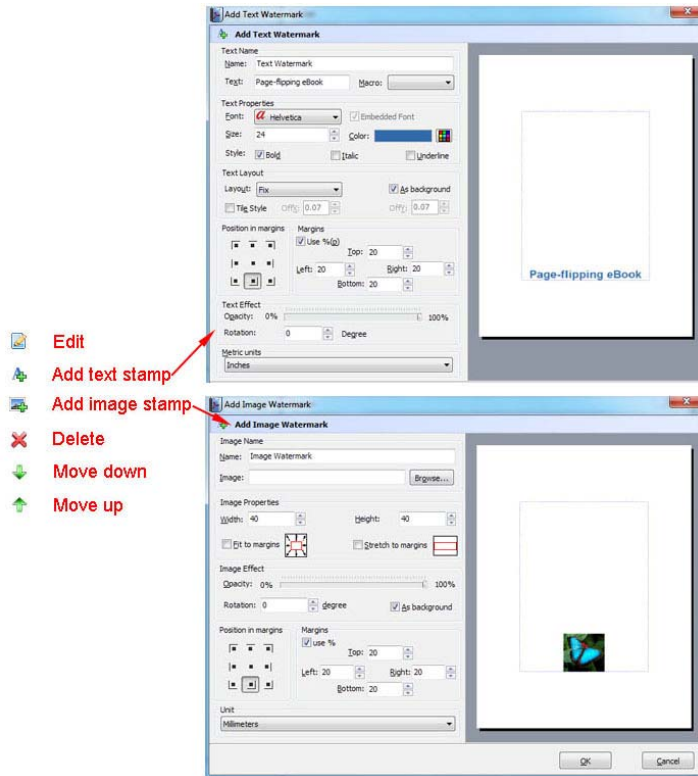 Add Text Watermark
Add Text Watermark
Text Name
Name: Text Watermark
Text: Page-flipping eBook Macro:
Text Properties
Font: a Helvetica Embedded Font
Size: 24 Color:
Style: Bold Italic Underline
Text Layout
Layout: Fix As background
Tile Style OffX: 0.07 OffY: 0.07
Position in margins Margins
Use %(p)
Top: 20
Left: 20 Right: 20
Bottom: 20
Text Effect
Opacity: 0% 100%
Rotation: 0 Degree
Metric units
Inches
Page-flipping eBook
Edit
Add text stamp
Add image stamp
Delete
Move down
Move up
Add Image Watermark
Add Image Watermark
Image Name
Name: Image Watermark
Image: Browse...
Image Properties
Width: 40 Height: 40
Fit to margins Stretch to margins
Image Effect
Opacity: 0% 100%
Rotation: 0 degree As background
Position in margins Margins
use %
Top: 20
Left: 20 Right: 20
Bottom: 20
Unit
Millimeters
OK Cancel